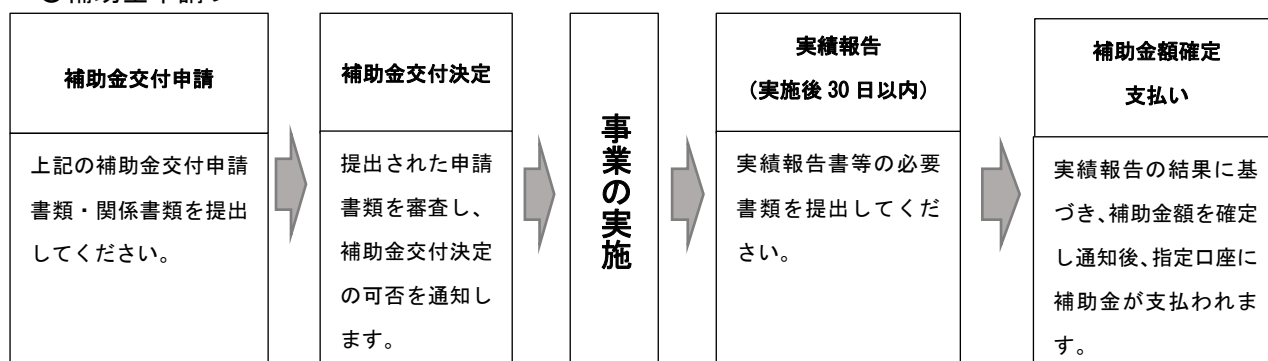 補助金交付申請
上記の補助金交付申請
書類・関係書類を提出
してください。
補助金交付決定
提出された申請
書類を審査し、
補助金交付決定
の可否を通知し
ます。
事業の実施
実績報告
（実施後 30 日以内）
実績報告書等の必要
書類を提出してくだ
さい。
補助金額確定
支払い
実績報告の結果に基
づき、補助金額を確定
し通知後、指定口座に
補助金が支払われま
す。